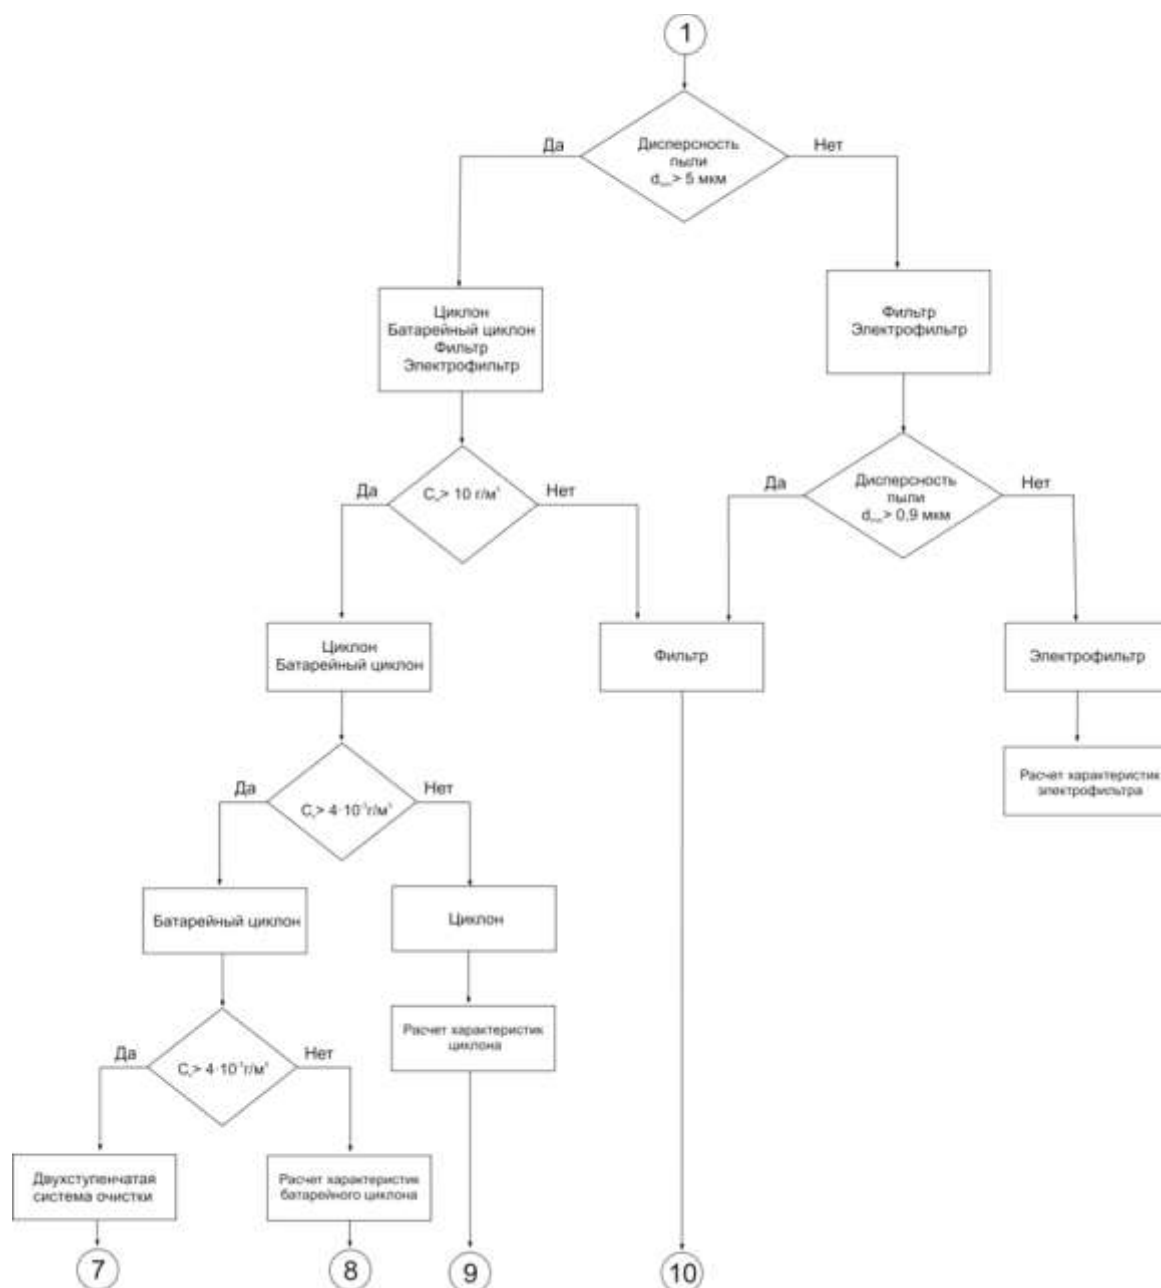 1
Дисперсность
пыли
> 5 мкм
Да
Нет
Циклон
Батарейный циклон
Фильтр
Электрофильтр
Фильтр
Электрофильтр
> 10 г/м³
Да
Нет
Дисперсность
пыли
> 0,9 мкм
Да
Нет
Циклон
Батарейный циклон
Фильтр
Электрофильтр
Да
Нет
Расчет характеристик
электрофильтра
Батарейный циклон
Циклон
Расчет характеристик
циклона
Да
Нет
Двухступенчатая
система очистки
Расчет характеристик
батарейного циклона
7
8
9
10